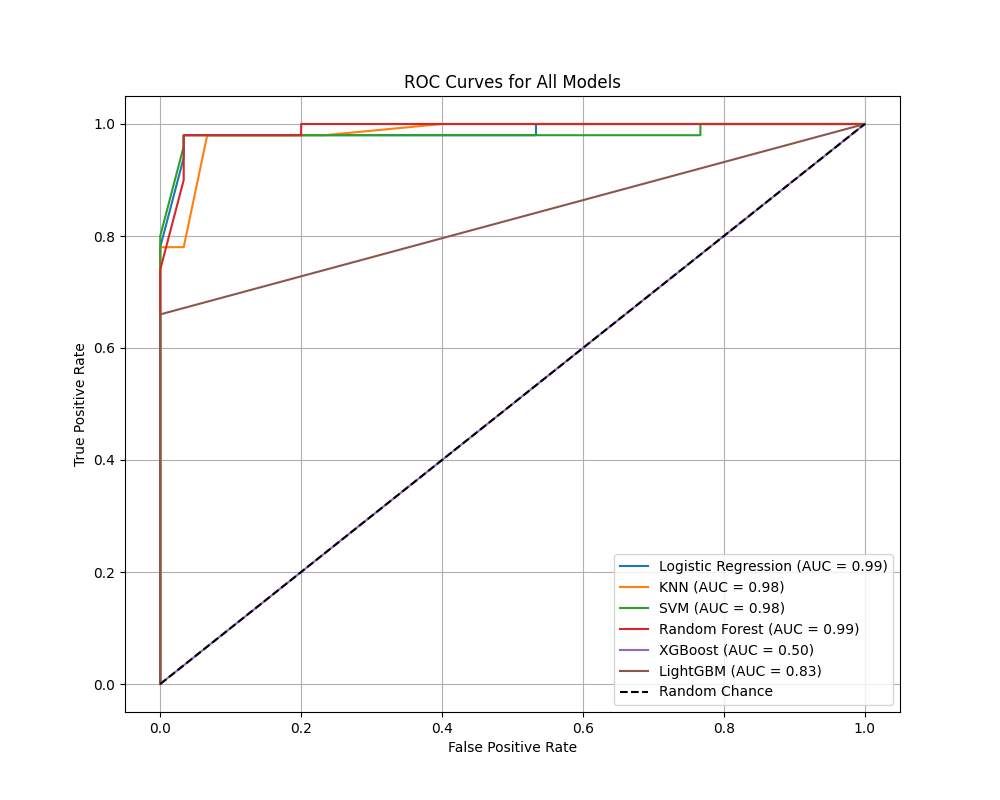 ROC Curves for All Models
True Positive Rate
1.0
0.8
0.6
0.4
0.2
0.0
0.0 0.2 0.4 0.6 0.8 1.0
False Positive Rate
Logistic Regression (AUC = 0.99)
KNN (AUC = 0.98)
SVM (AUC = 0.98)
Random Forest (AUC = 0.99)
XGBoost (AUC = 0.50)
LightGBM (AUC = 0.83)
Random Chance